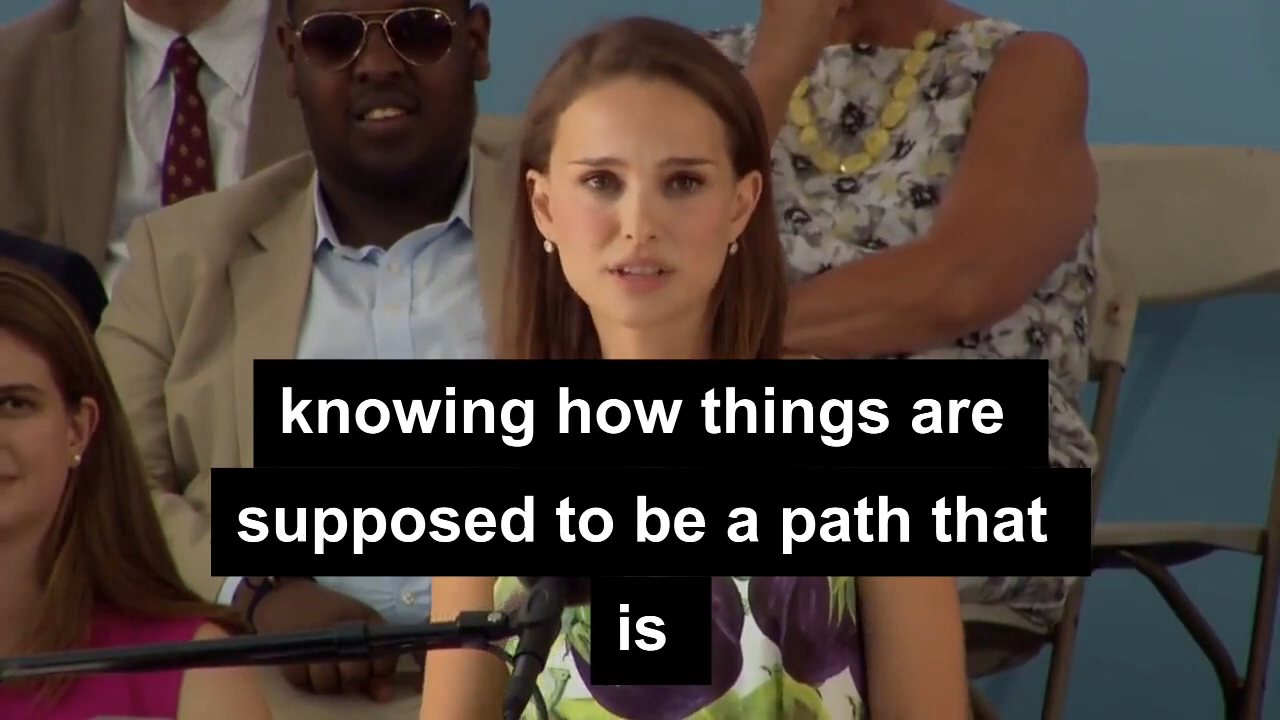 knowing how things are
supposed to be a path that
is